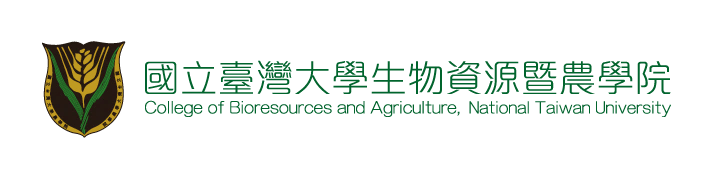 國立臺灣大學生物資源暨農學院
College of Bioresources and Agriculture, National Taiwan University